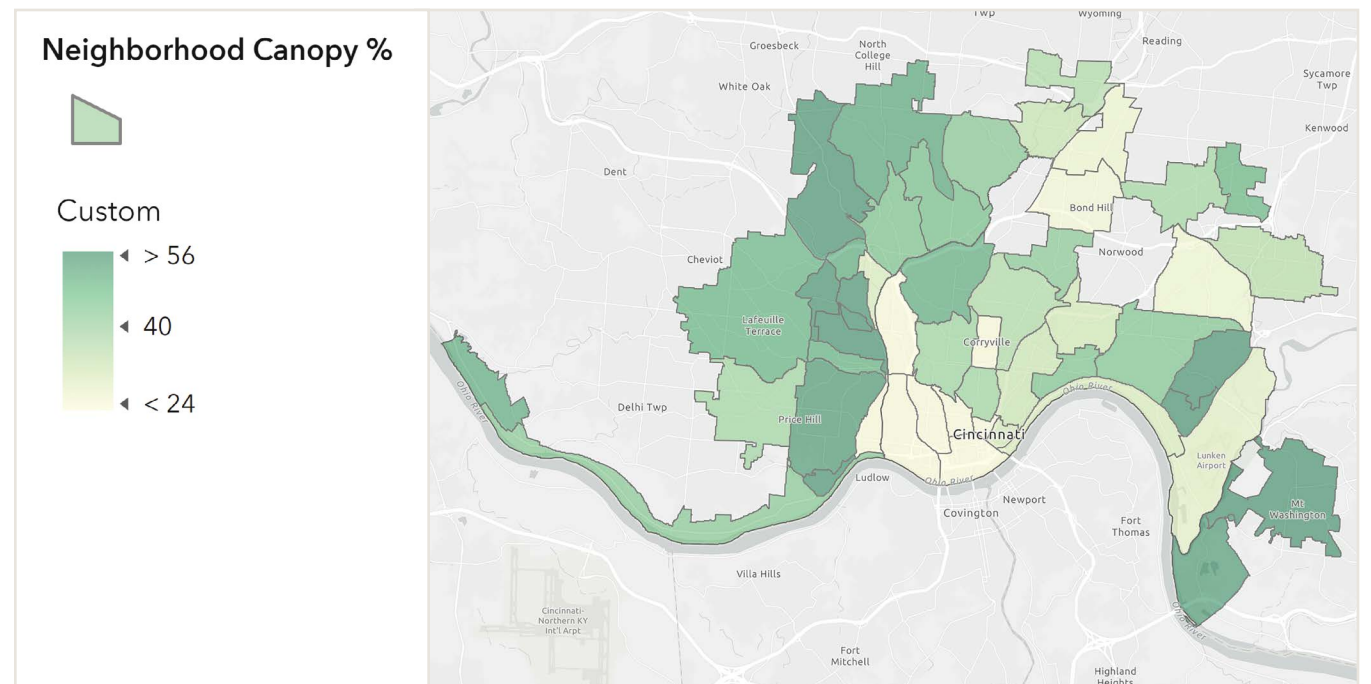 Neighborhood Canopy %
Custom
> 56
40
< 24
Twp
Wyoming
Groesbeck
North
College
Hill
Reading
White Oak
Sycamore
Twp
Kenwood
Dent
Bond Hill
Cheviot
Norwood
Lafeuille
Terrace
Corryville
Ohio River
Ohio River
Delhi Twp
Price Hill
Cincinnati
Lunken
Airport
Ludlow
Ohio River
Newport
Covington
Mt
Washington
Fort
Thomas
Villa Hills
Cincinnati-
Northern KY
Int'l Arpt
Ohio River
Fort
Mitchell
Highland
Heights